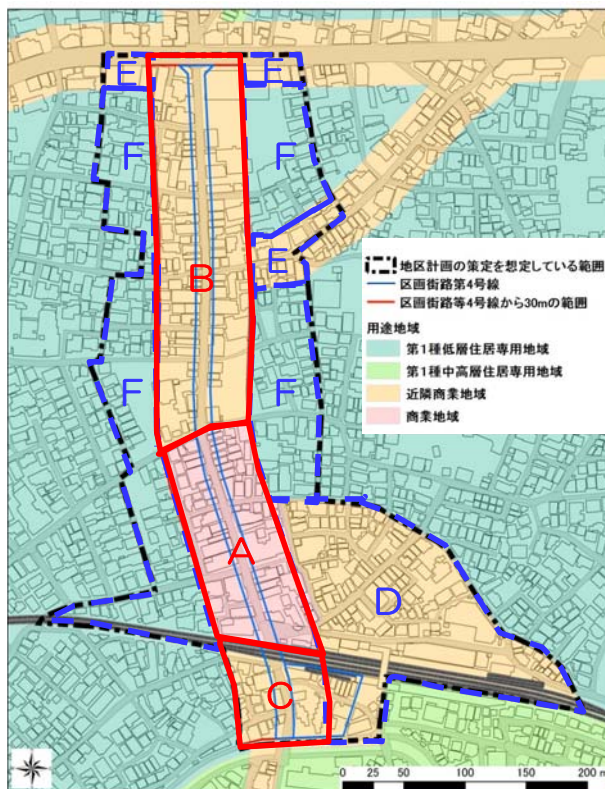 E
E
F
F
B
E
F
F
A
D
C
地区計画の策定を想定している範囲
区画街路第4号線
区画街路等4号線から30mの範囲
用途地域
第1種低層住居専用地域
第1種中高層住居専用地域
近隣商業地域
商業地域
0 25 50 100 150 200 m